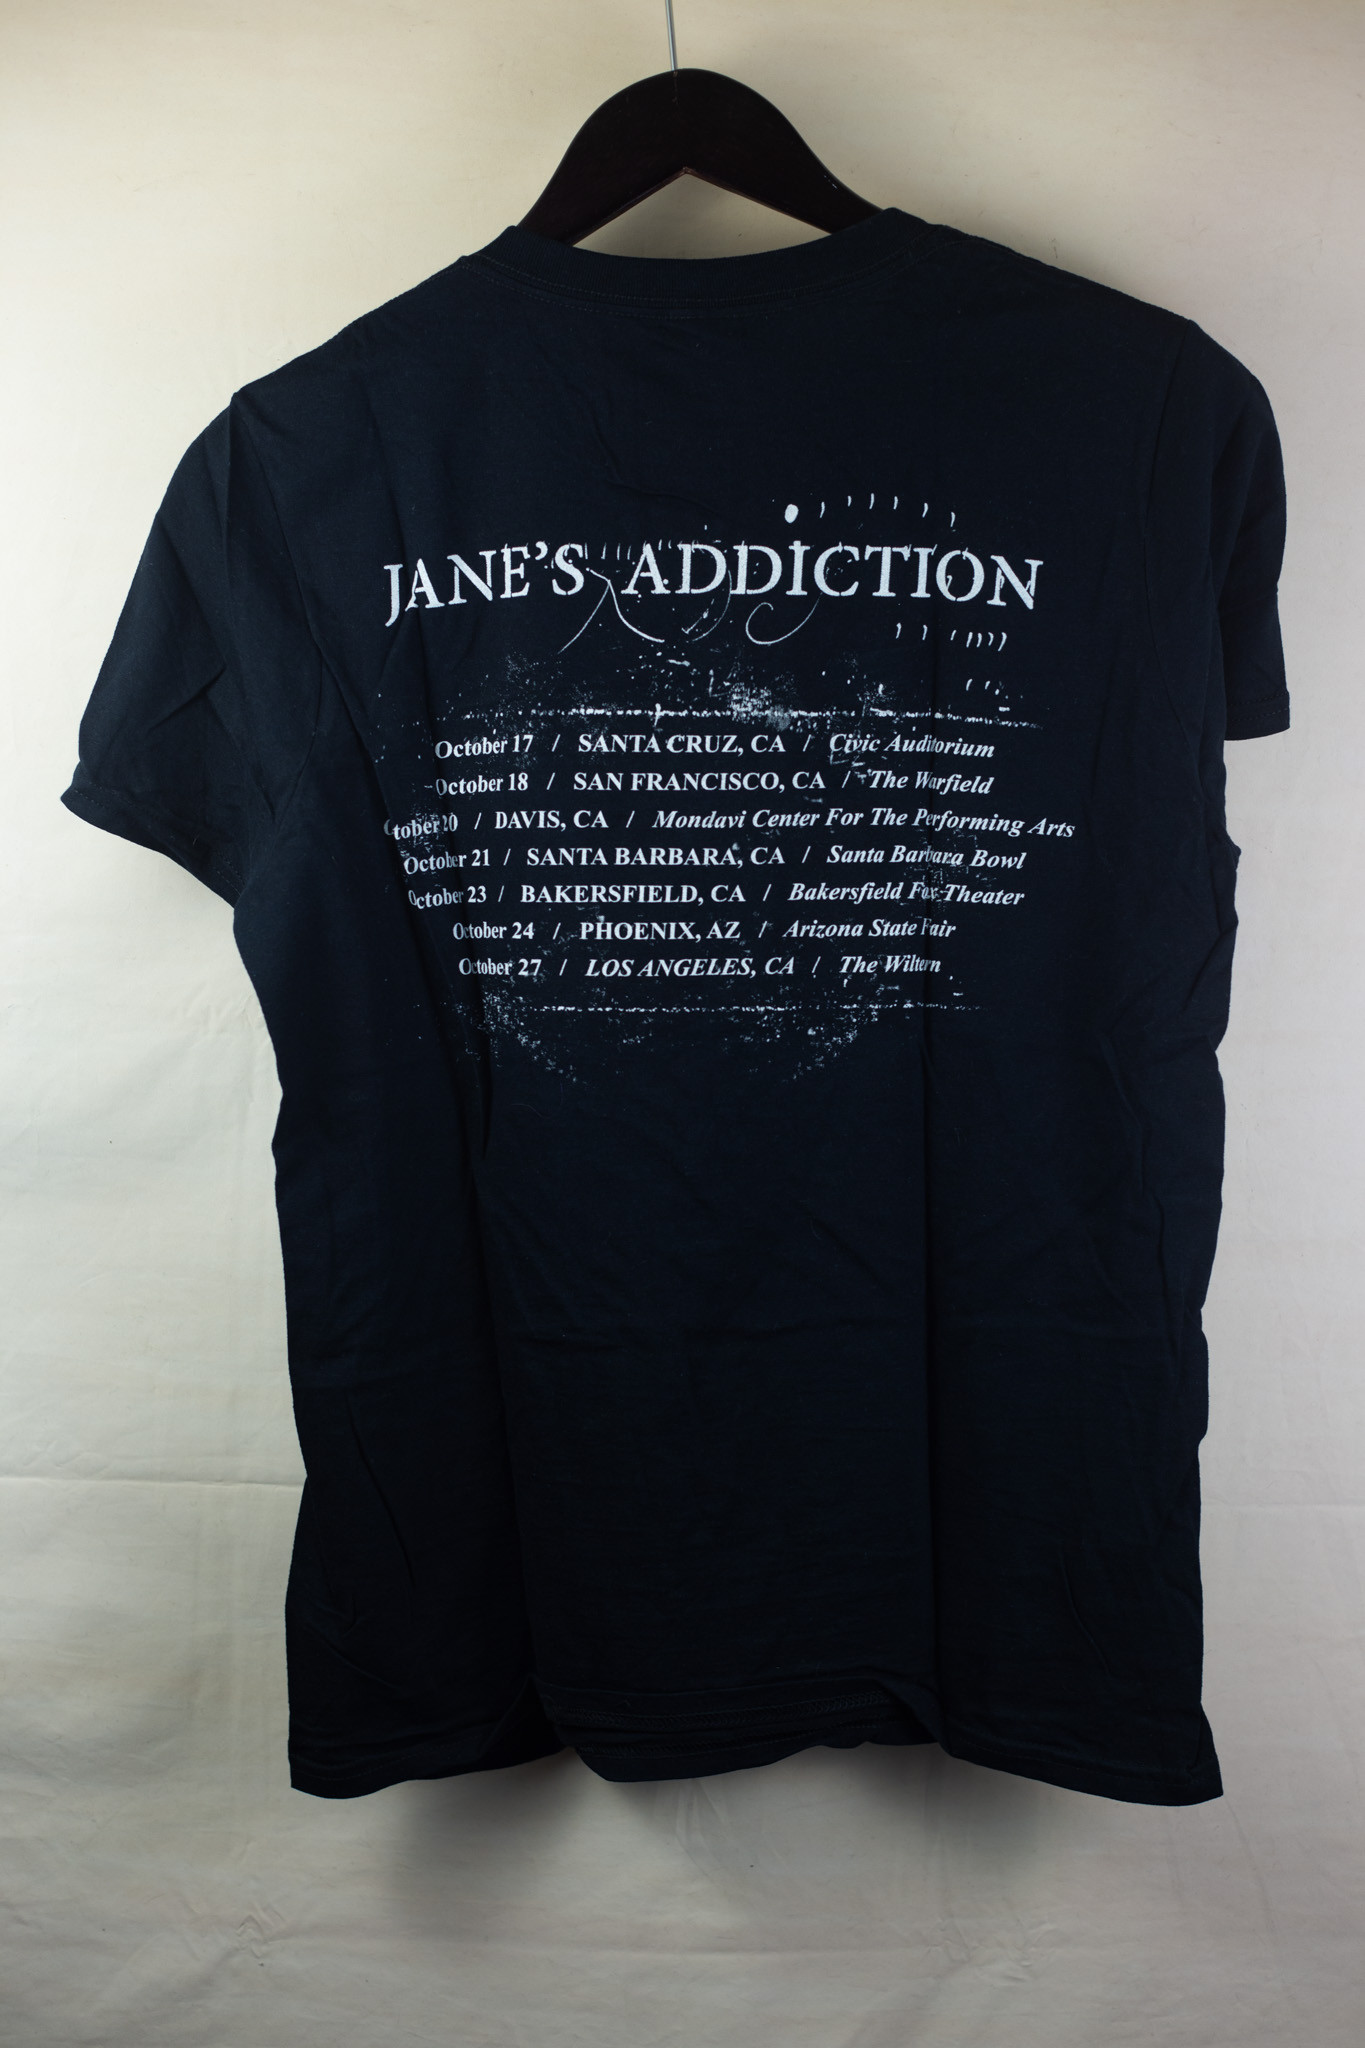 JANE'S ADDICTION
October 17 / SANTA CRUZ, CA / Civic Auditorium
October 18 / SAN FRANCISCO, CA / The Warfield
October 20 / DAVIS, CA / Mondavi Center For The Performing Arts
October 21 / SANTA BARBARA, CA / Santa Barbara Bowl
October 23 / BAKERSFIELD, CA / Bakersfield Fox Theater
October 24 / PHOENIX, AZ / Arizona State Fair
October 27 / LOS ANGELES, CA / The Wiltern